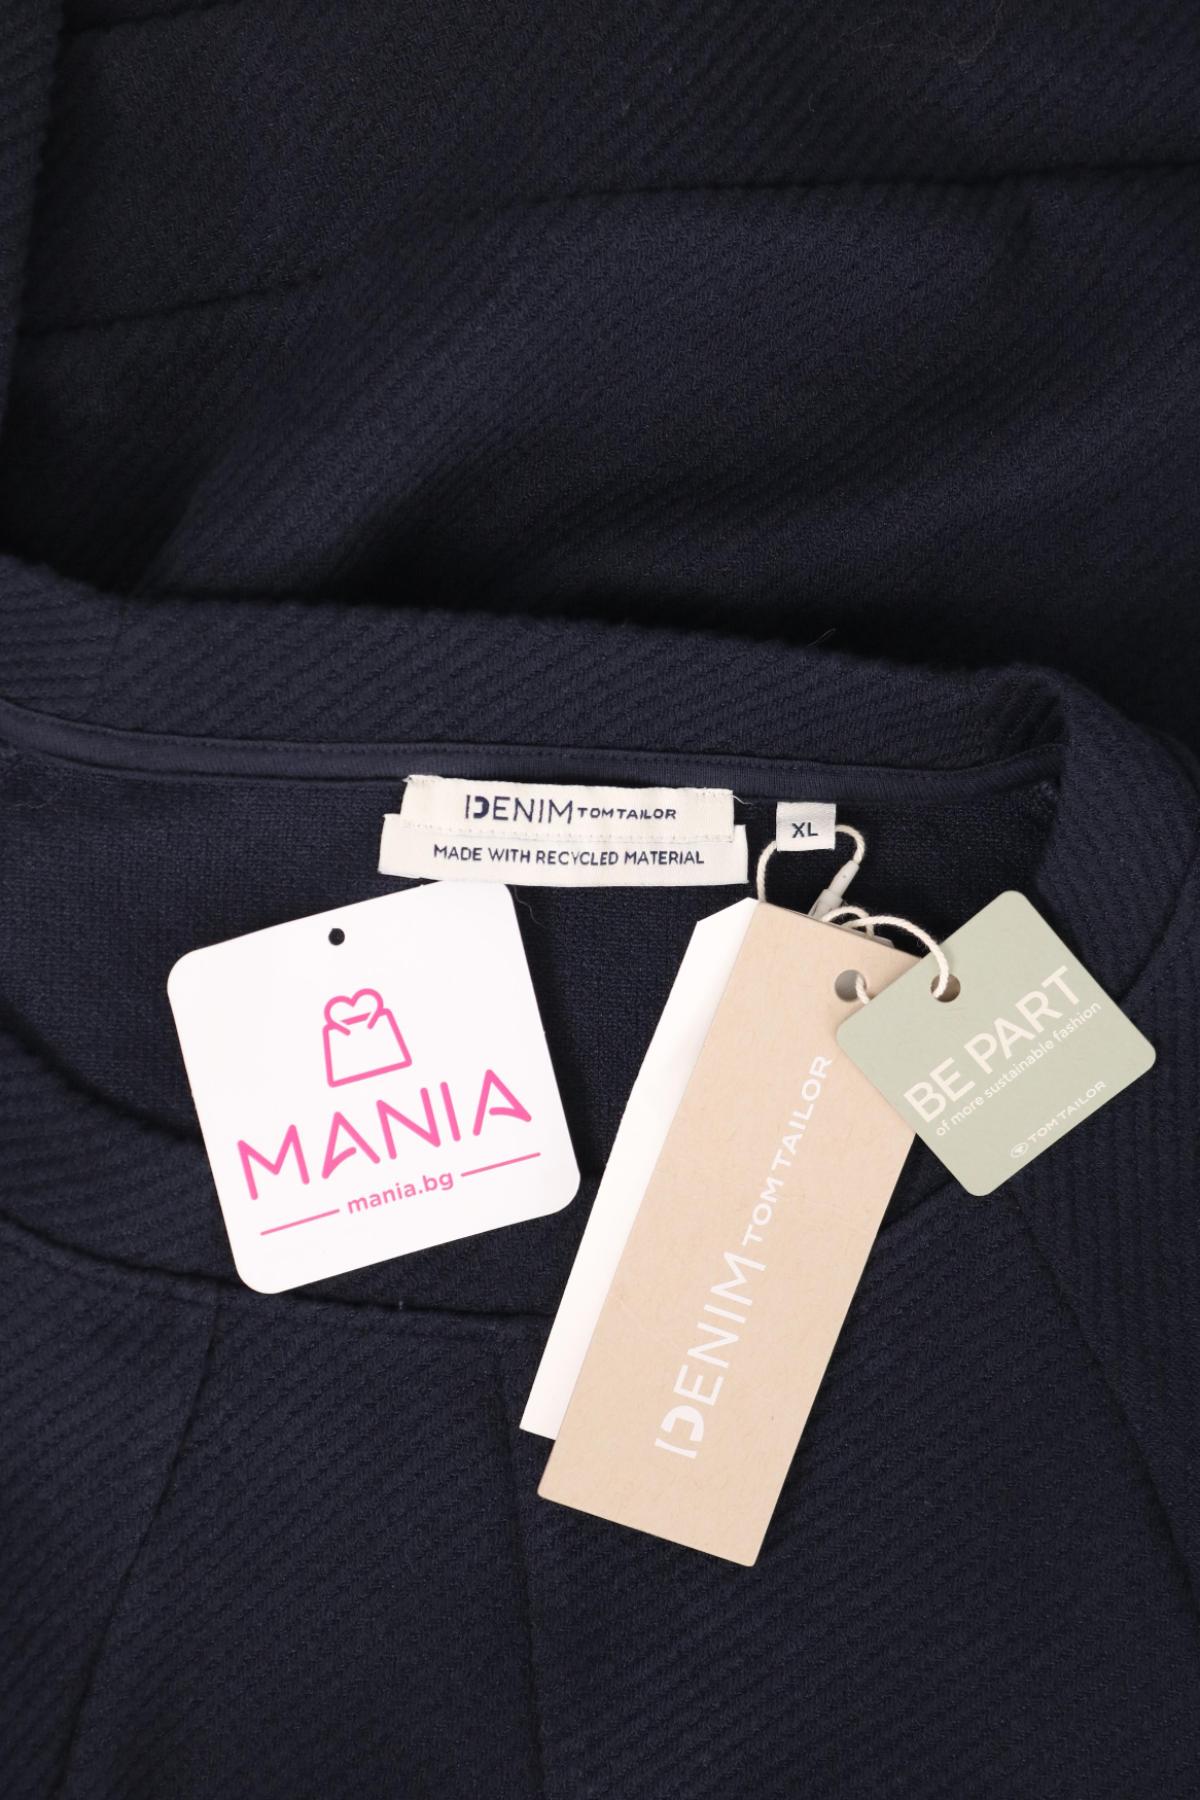 DENIM TOM TAILOR
MADE WITH RECYCLED MATERIAL
XL
MANIA
mania.bg
DENIM TOM TAILOR
BE PART
of more sustainable fashion
TOM TAILOR